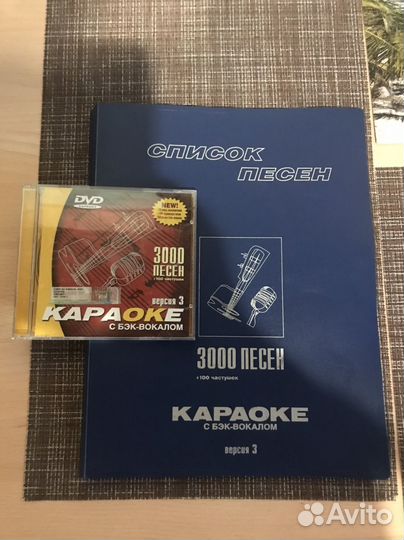 СПИСОК
ПЕСЕН
3000 ПЕСЕН
+100 частушек
КАРАОКЕ
С БЭК-ВОКАЛОМ
версия 3
DVD
NEW!
3000
ПЕСЕН
+100 частушек
версия 3
КАРАОКЕ
С БЭК-ВОКАЛОМ
Avito